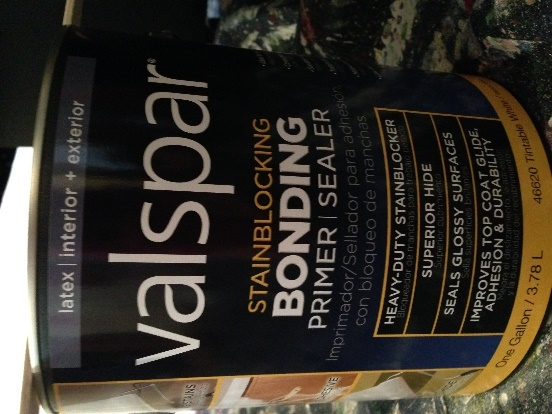 latex | interior + exterior
valspar®
STAINBLOCKING
BONDING
PRIMER | SEALER
Imprimador/Sellador para adhesión
con bloqueo de manchas
HEAVY-DUTY STAINBLOCKER
SUPERIOR HIDE
SEALS GLOSSY SURFACES
IMPROVES TOP COAT GLIDE,
ADHESION & DURABILITY
One Gallon / 3.78 L
46620 Tintable White